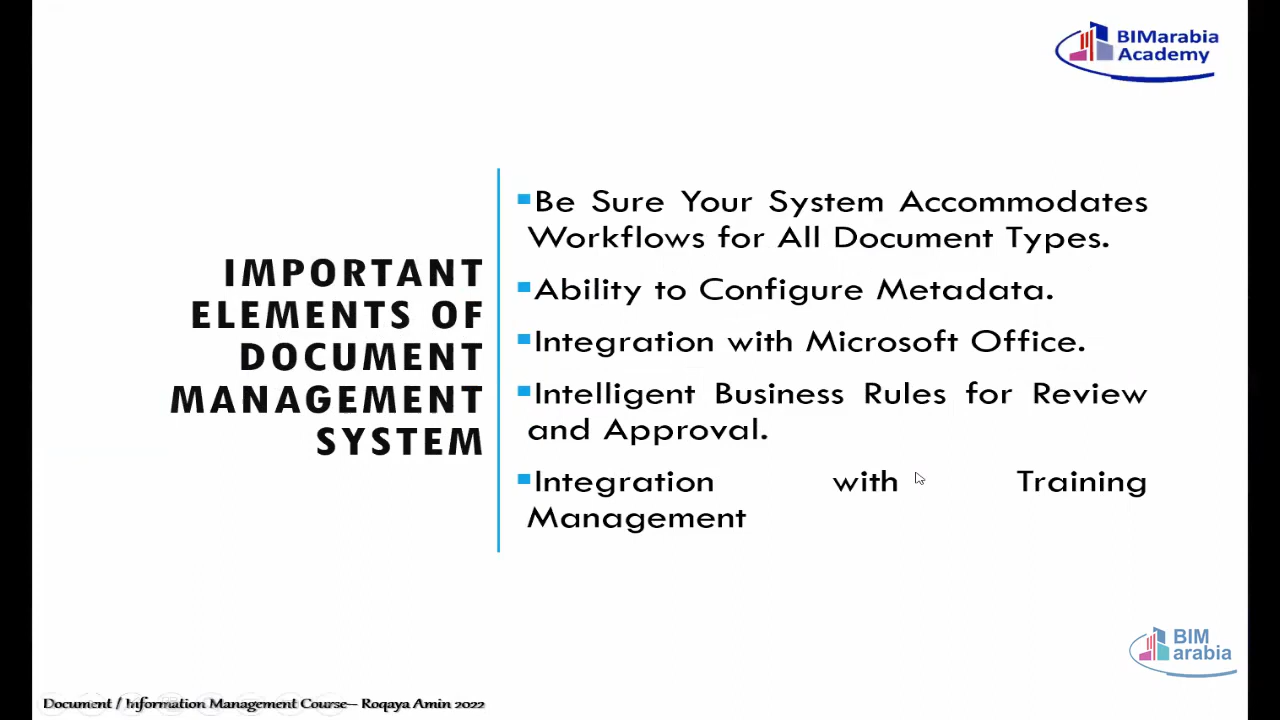 BIMarabia
Academy
IMPORTANT
ELEMENTS OF
DOCUMENT
MANAGEMENT
SYSTEM
▪Be Sure Your System Accommodates
Workflows for All Document Types.
▪Ability to Configure Metadata.
▪Integration with Microsoft Office.
▪Intelligent Business Rules for Review
and Approval.
▪Integration with Training
Management
BIM
arabia
Document / Information Management Course– Roqaya Amin 2022